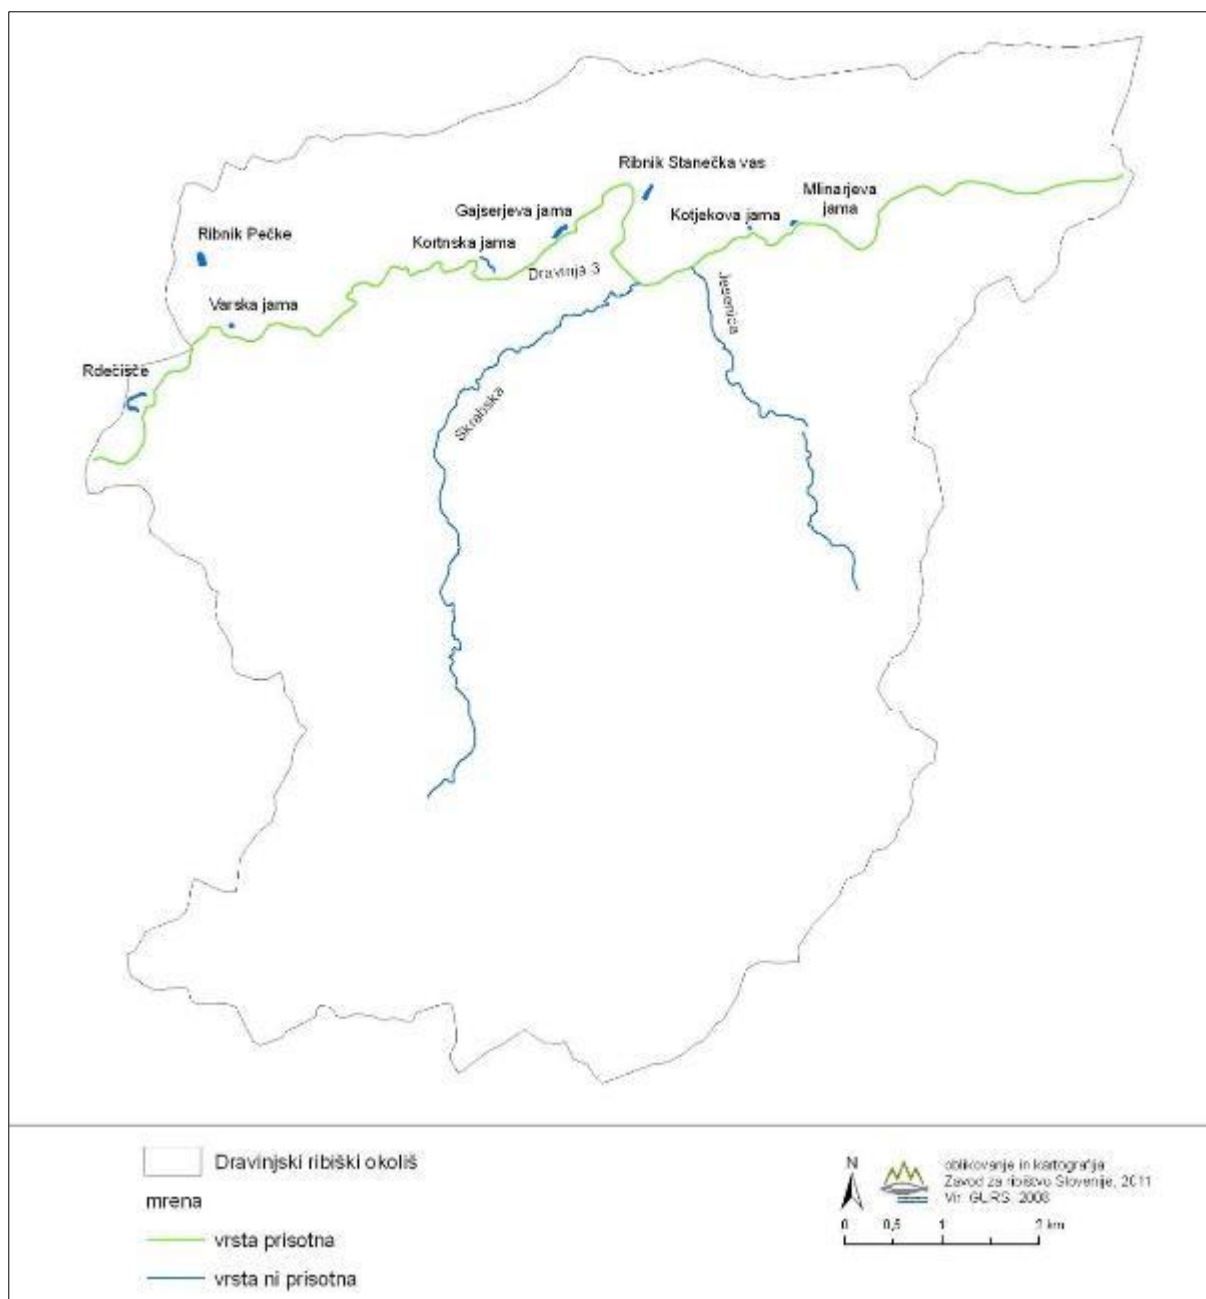 Ribnik Stanečka vas
Mlinarjeva
jama
Gajserjeva jama
Kotjekova jama
Ribnik Pečke
Kortnska jama
Dravinja 3
Jesenica
Varska jama
Rdečišče
Skrabska
Dravinjski ribiški okoliš
mrena
vrsta prisotna
vrsta ni prisotna
N
oblikovanje in kartografija
Zavod za ribištvo Slovenije, 2011
Vir: GURS, 2008
0 0,5 1 2 km